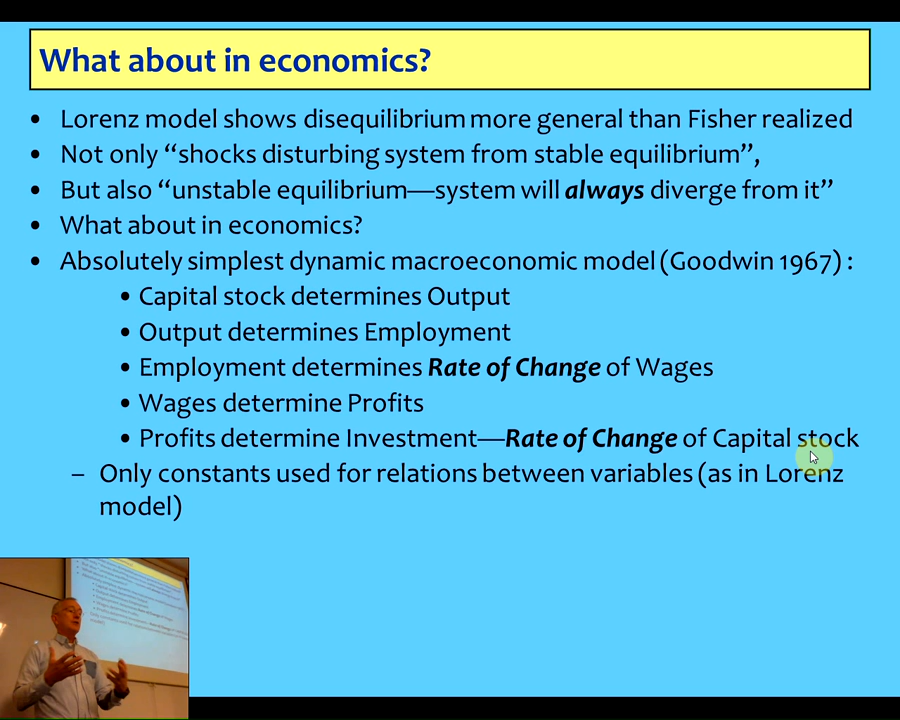 What about in economics?
• Lorenz model shows disequilibrium more general than Fisher realized
• Not only “shocks disturbing system from stable equilibrium”,
• But also “unstable equilibrium—system will always diverge from it”
• What about in economics?
• Absolutely simplest dynamic macroeconomic model (Goodwin 1967) :
• Capital stock determines Output
• Output determines Employment
• Employment determines Rate of Change of Wages
• Wages determine Profits
• Profits determine Investment—Rate of Change of Capital stock
– Only constants used for relations between variables (as in Lorenz
model)